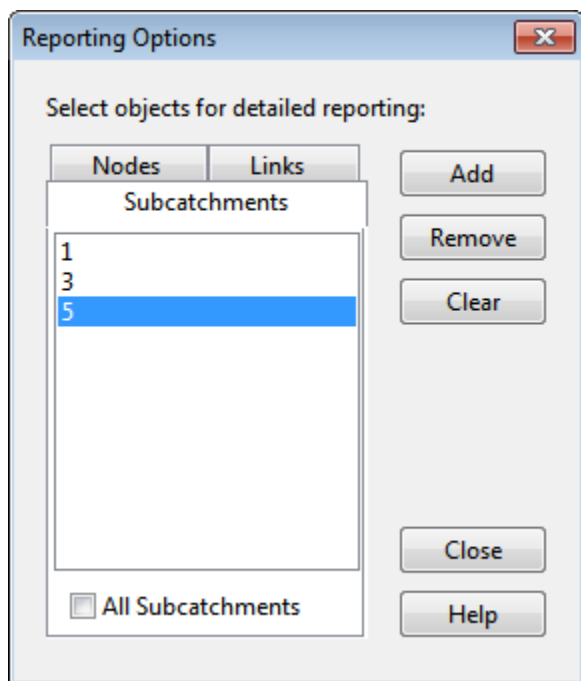 Reporting Options
Select objects for detailed reporting:
Nodes Links
Subcatchments
1
3
5
All Subcatchments
Add
Remove
Clear
Close
Help